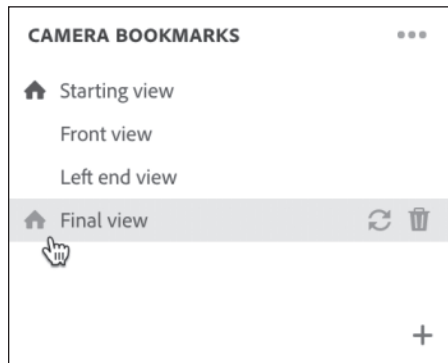 CAMERA BOOKMARKS
Starting view
Front view
Left end view
Final view